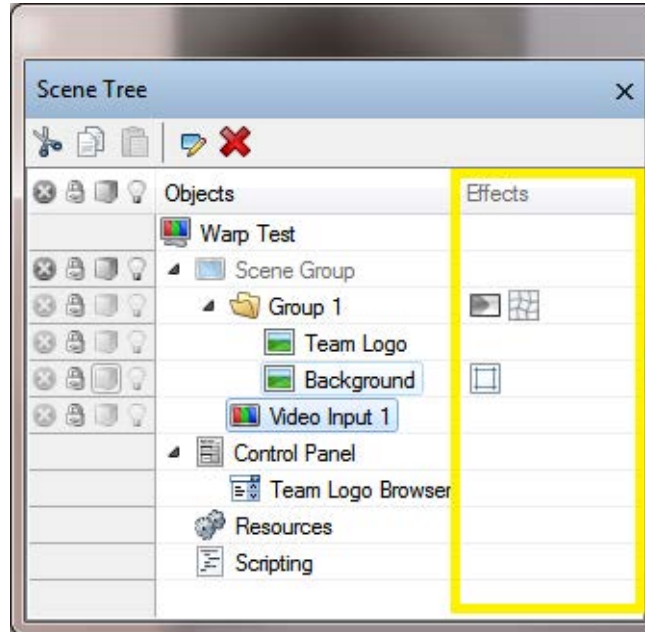 Scene Tree
Objects Effects
Warp Test
Scene Group
Group 1
Team Logo
Background
Video Input 1
Control Panel
Team Logo Browser
Resources
Scripting